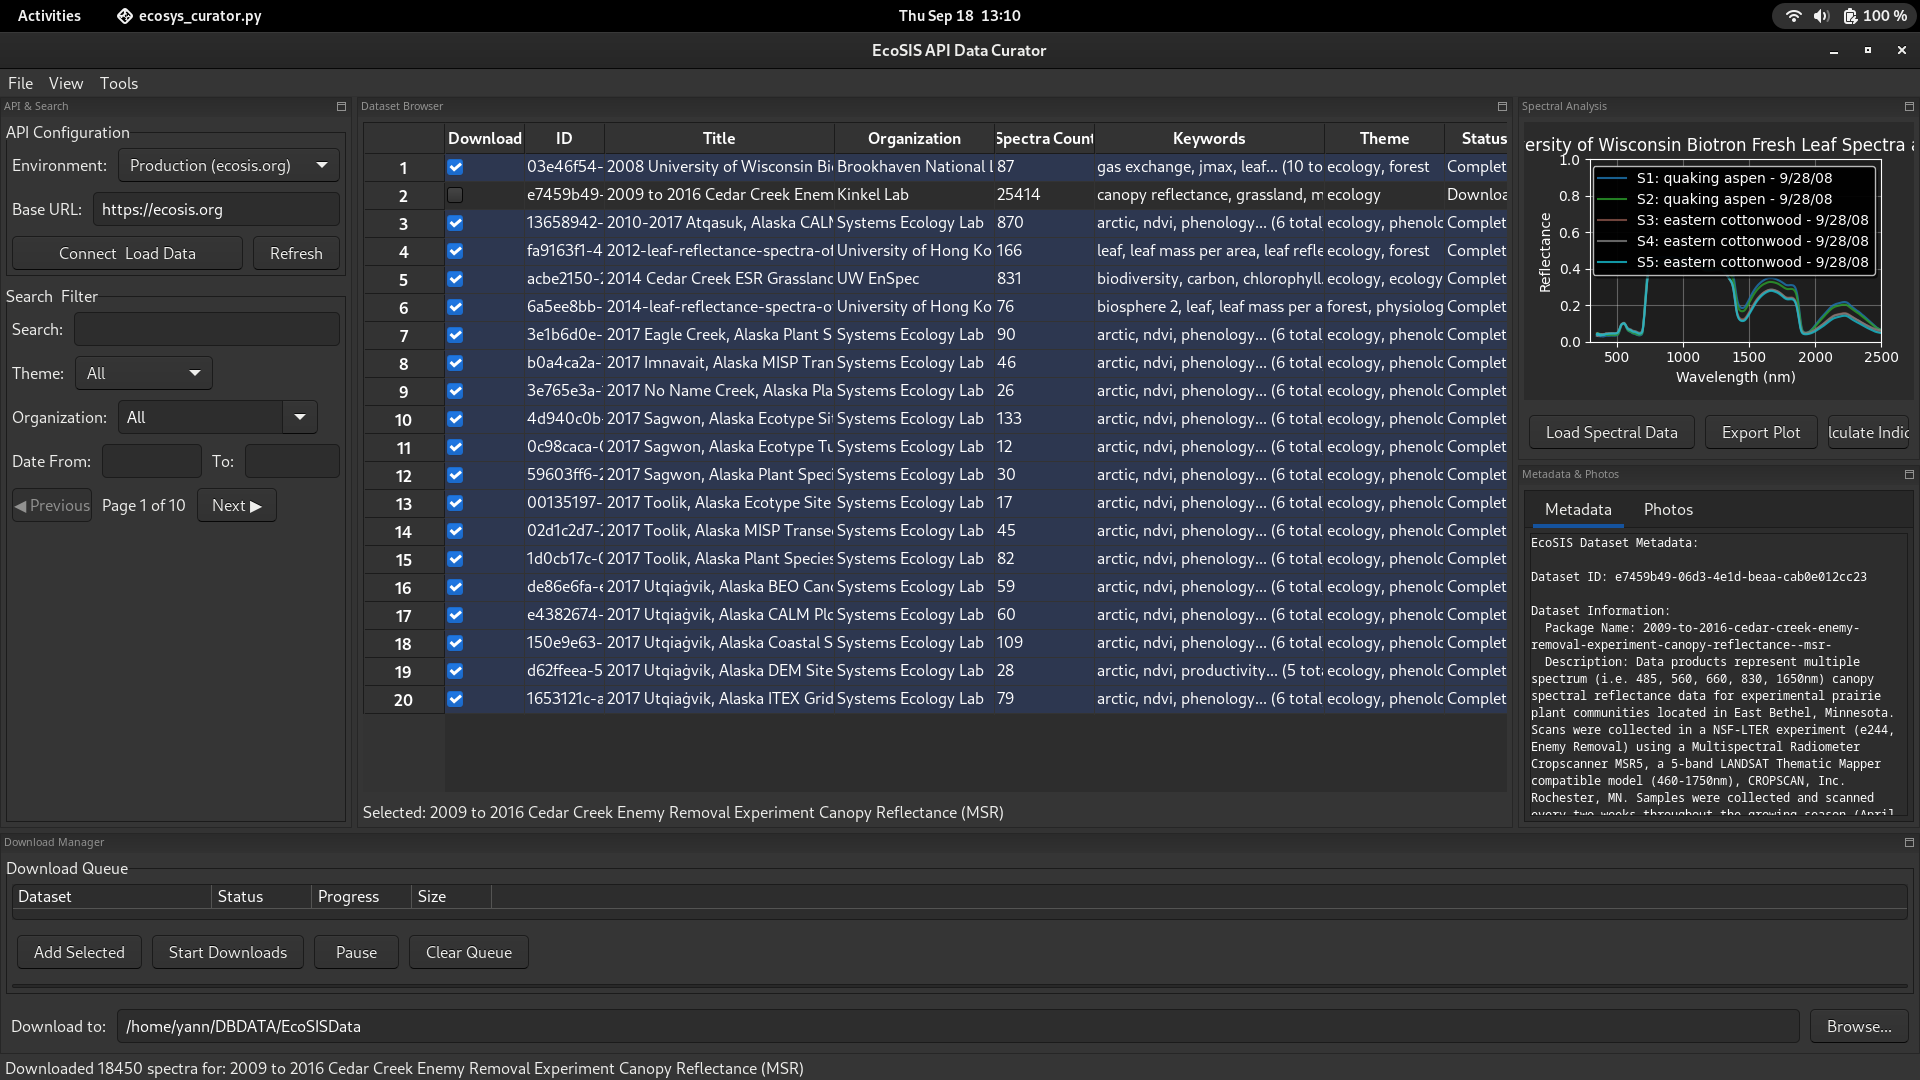 Activities ecosys_curator.py Thu Sep 18 13:10 100 %
EcoSIS API Data Curator
File View Tools
API & Search
API Configuration
Environment: Production (ecosis.org)
Base URL: https://ecosis.org
Connect Load Data Refresh
Search Filter
Search:
Theme: All
Organization: All
Date From: To:
◀ Previous Page 1 of 10 Next ▶
Dataset Browser
Download ID Title Organization Spectra Count Keywords Theme Status
1 03e46f54- 2008 University of Wisconsin Bi Brookhaven National L 87 gas exchange, jmax, leaf... (10 to ecology, forest Complet
2 e7459b49- 2009 to 2016 Cedar Creek Enem Kinkel Lab 25414 canopy reflectance, grassland, m ecology Downloa
3 13658942- 2010-2017 Atqasuk, Alaska CALM Systems Ecology Lab 870 arctic, ndvi, phenology... (6 total ecology, phenolo Complet
4 fa9163f1-4 2012-leaf-reflectance-spectra-of University of Hong Ko 166 leaf, leaf mass per area, leaf refle ecology, forest Complet
5 acbe2150- 2014 Cedar Creek ESR Grassland UW EnSpec 831 biodiversity, carbon, chlorophyll. ecology, ecology Complet
6 6a5ee8bb- 2014-leaf-reflectance-spectra-o University of Hong Ko 76 biosphere 2, leaf, leaf mass per a forest, physiolog Complet
7 3e1b6d0e- 2017 Eagle Creek, Alaska Plant S Systems Ecology Lab 90 arctic, ndvi, phenology... (6 total ecology, phenolo Complet
8 b0a4ca2a- 2017 Imnavait, Alaska MISP Tran Systems Ecology Lab 46 arctic, ndvi, phenology... (6 total ecology, phenolo Complet
9 3e765e3a- 2017 No Name Creek, Alaska Pla Systems Ecology Lab 26 arctic, ndvi, phenology... (6 total ecology, phenolo Complet
10 4d940c0b- 2017 Sagwon, Alaska Ecotype Sit Systems Ecology Lab 133 arctic, ndvi, phenology... (6 total ecology, phenolo Complet
11 0c98caca-0 2017 Sagwon, Alaska Ecotype Tu Systems Ecology Lab 12 arctic, ndvi, phenology... (6 total ecology, phenolo Complet
12 59603ff6-2 2017 Sagwon, Alaska Plant Speci Systems Ecology Lab 30 arctic, ndvi, phenology... (6 total ecology, phenolo Complet
13 00135197- 2017 Toolik, Alaska Ecotype Site Systems Ecology Lab 17 arctic, ndvi, phenology... (6 total ecology, phenolo Complet
14 02d1c2d7- 2017 Toolik, Alaska MISP Transe Systems Ecology Lab 45 arctic, ndvi, phenology... (6 total ecology, phenolo Complet
15 1d0cb17c-0 2017 Toolik, Alaska Plant Species Systems Ecology Lab 82 arctic, ndvi, phenology... (6 total ecology, phenolo Complet
16 de86e6fa-e 2017 Utqiaġvik, Alaska BEO Cano Systems Ecology Lab 59 arctic, ndvi, phenology... (6 total ecology, phenolo Complet
17 e4382674- 2017 Utqiaġvik, Alaska CALM Plo Systems Ecology Lab 60 arctic, ndvi, phenology... (6 total ecology, phenolo Complet
18 150e9e63- 2017 Utqiaġvik, Alaska Coastal S Systems Ecology Lab 109 arctic, ndvi, phenology... (6 total ecology, phenolo Complet
19 d62ffeea-5 2017 Utqiaġvik, Alaska DEM Site Systems Ecology Lab 28 arctic, ndvi, productivity... (5 tota ecology, phenolo Complet
20 1653121c-a 2017 Utqiaġvik, Alaska ITEX Grid Systems Ecology Lab 79 arctic, ndvi, phenology... (6 total ecology, phenolo Complet
Selected: 2009 to 2016 Cedar Creek Enemy Removal Experiment Canopy Reflectance (MSR)
Spectral Analysis
ersity of Wisconsin Biotron Fresh Leaf Spectra a
S1: quaking aspen - 9/28/08
S2: quaking aspen - 9/28/08
S3: eastern cottonwood - 9/28/08
S4: eastern cottonwood - 9/28/08
S5: eastern cottonwood - 9/28/08
Reflectance
1.0
0.8
0.6
0.4
0.2
0.0
500 1000 1500 2000 2500
Wavelength (nm)
Load Spectral Data Export Plot lculate Indic
Metadata & Photos
Metadata Photos
EcoSIS Dataset Metadata:
Dataset ID: e7459b49-06d3-4e1d-beaa-cab0e012cc23
Dataset Information:
Package Name: 2009-to-2016-cedar-creek-enemy-
removal-experiment-canopy-reflectance--msr-
Description: Data products represent multiple
spectrum (i.e. 485, 560, 660, 830, 1650nm) canopy
spectral reflectance data for experimental prairie
plant communities located in East Bethel, Minnesota.
Scans were collected in a NSF-LTER experiment (e244,
Enemy Removal) using a Multispectral Radiometer
Cropscanner MSR5, a 5-band LANDSAT Thematic Mapper
compatible model (460-1750nm), CROPSCAN, Inc.
Rochester, MN. Samples were collected and scanned
every two weeks throughout the growing season (April
Download Manager
Download Queue
Dataset Status Progress Size
Add Selected Start Downloads Pause Clear Queue
Download to: /home/yann/DBDATA/EcoSISData Browse...
Downloaded 18450 spectra for: 2009 to 2016 Cedar Creek Enemy Removal Experiment Canopy Reflectance (MSR)